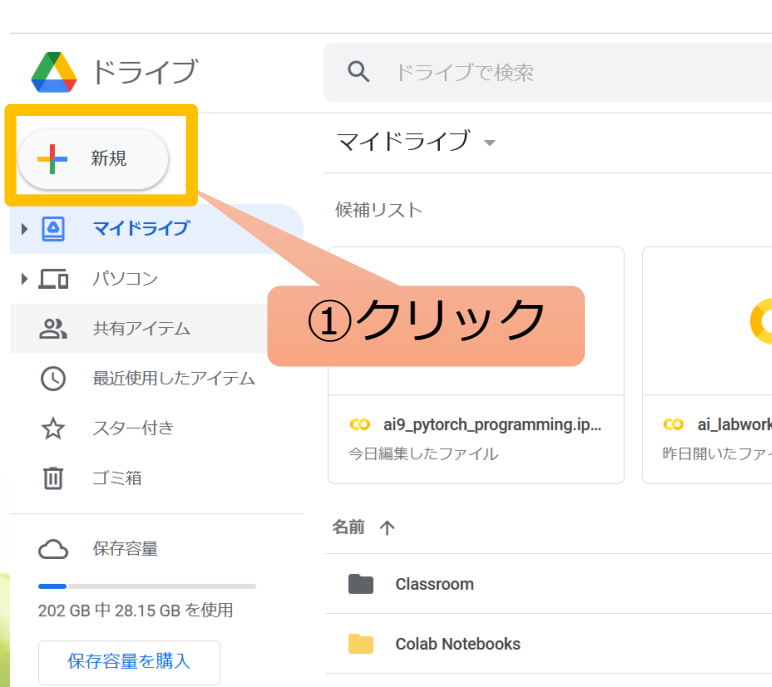 ドライブ
ドライブで検索
新規
マイドライブ
候補リスト
マイドライブ
パソコン
共有アイテム
最近使用したアイテム
スター付き
ゴミ箱
保存容量
202 GB 中 28.15 GB を使用
保存容量を購入
①クリック
ai9_pytorch_programming.ip...
今日編集したファイル
ai_labwork
昨日開いたファイ
名前
Classroom
Colab Notebooks